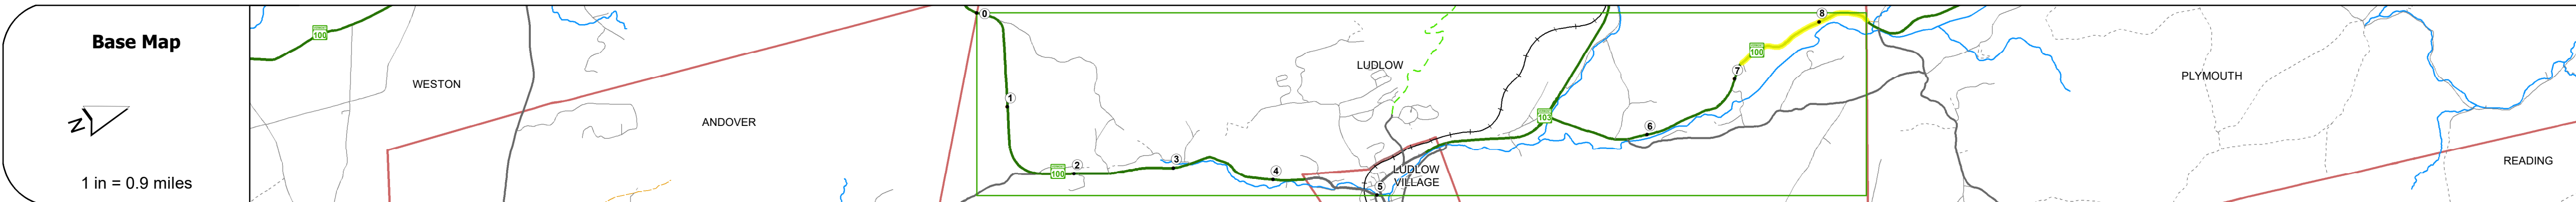 Base Map
N
1 in = 0.9 miles
100
WESTON
ANDOVER
0
1
100
2
3
4
5
LUDLOW
LUDLOW
VILLAGE
103
6
7
100
8
PLYMOUTH
READING